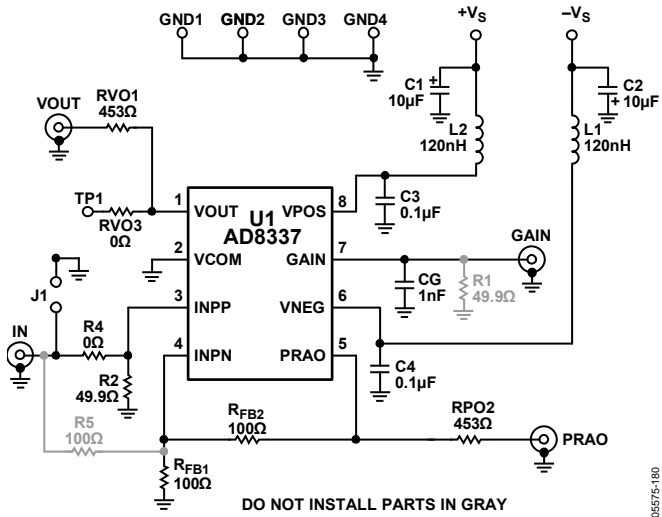 GND1 GND2 GND3 GND4
+VS
–VS
C1 +
10µF
C2
+ 10µF
L2
120nH
L1
120nH
VOUT
RVO1
453Ω
TP1
RVO3
0Ω
C3
0.1µF
1 VOUT
U1
AD8337
VPOS 8
2 VCOM
GAIN 7
3 INPP
VNEG 6
4 INPN
PRAO 5
GAIN
CG
1nF
R1
49.9Ω
J1
IN
R4
0Ω
R2
49.9Ω
C4
0.1µF
R5
100Ω
RFB2
100Ω
RFB1
100Ω
RPO2
453Ω
PRAO
DO NOT INSTALL PARTS IN GRAY
05575-180